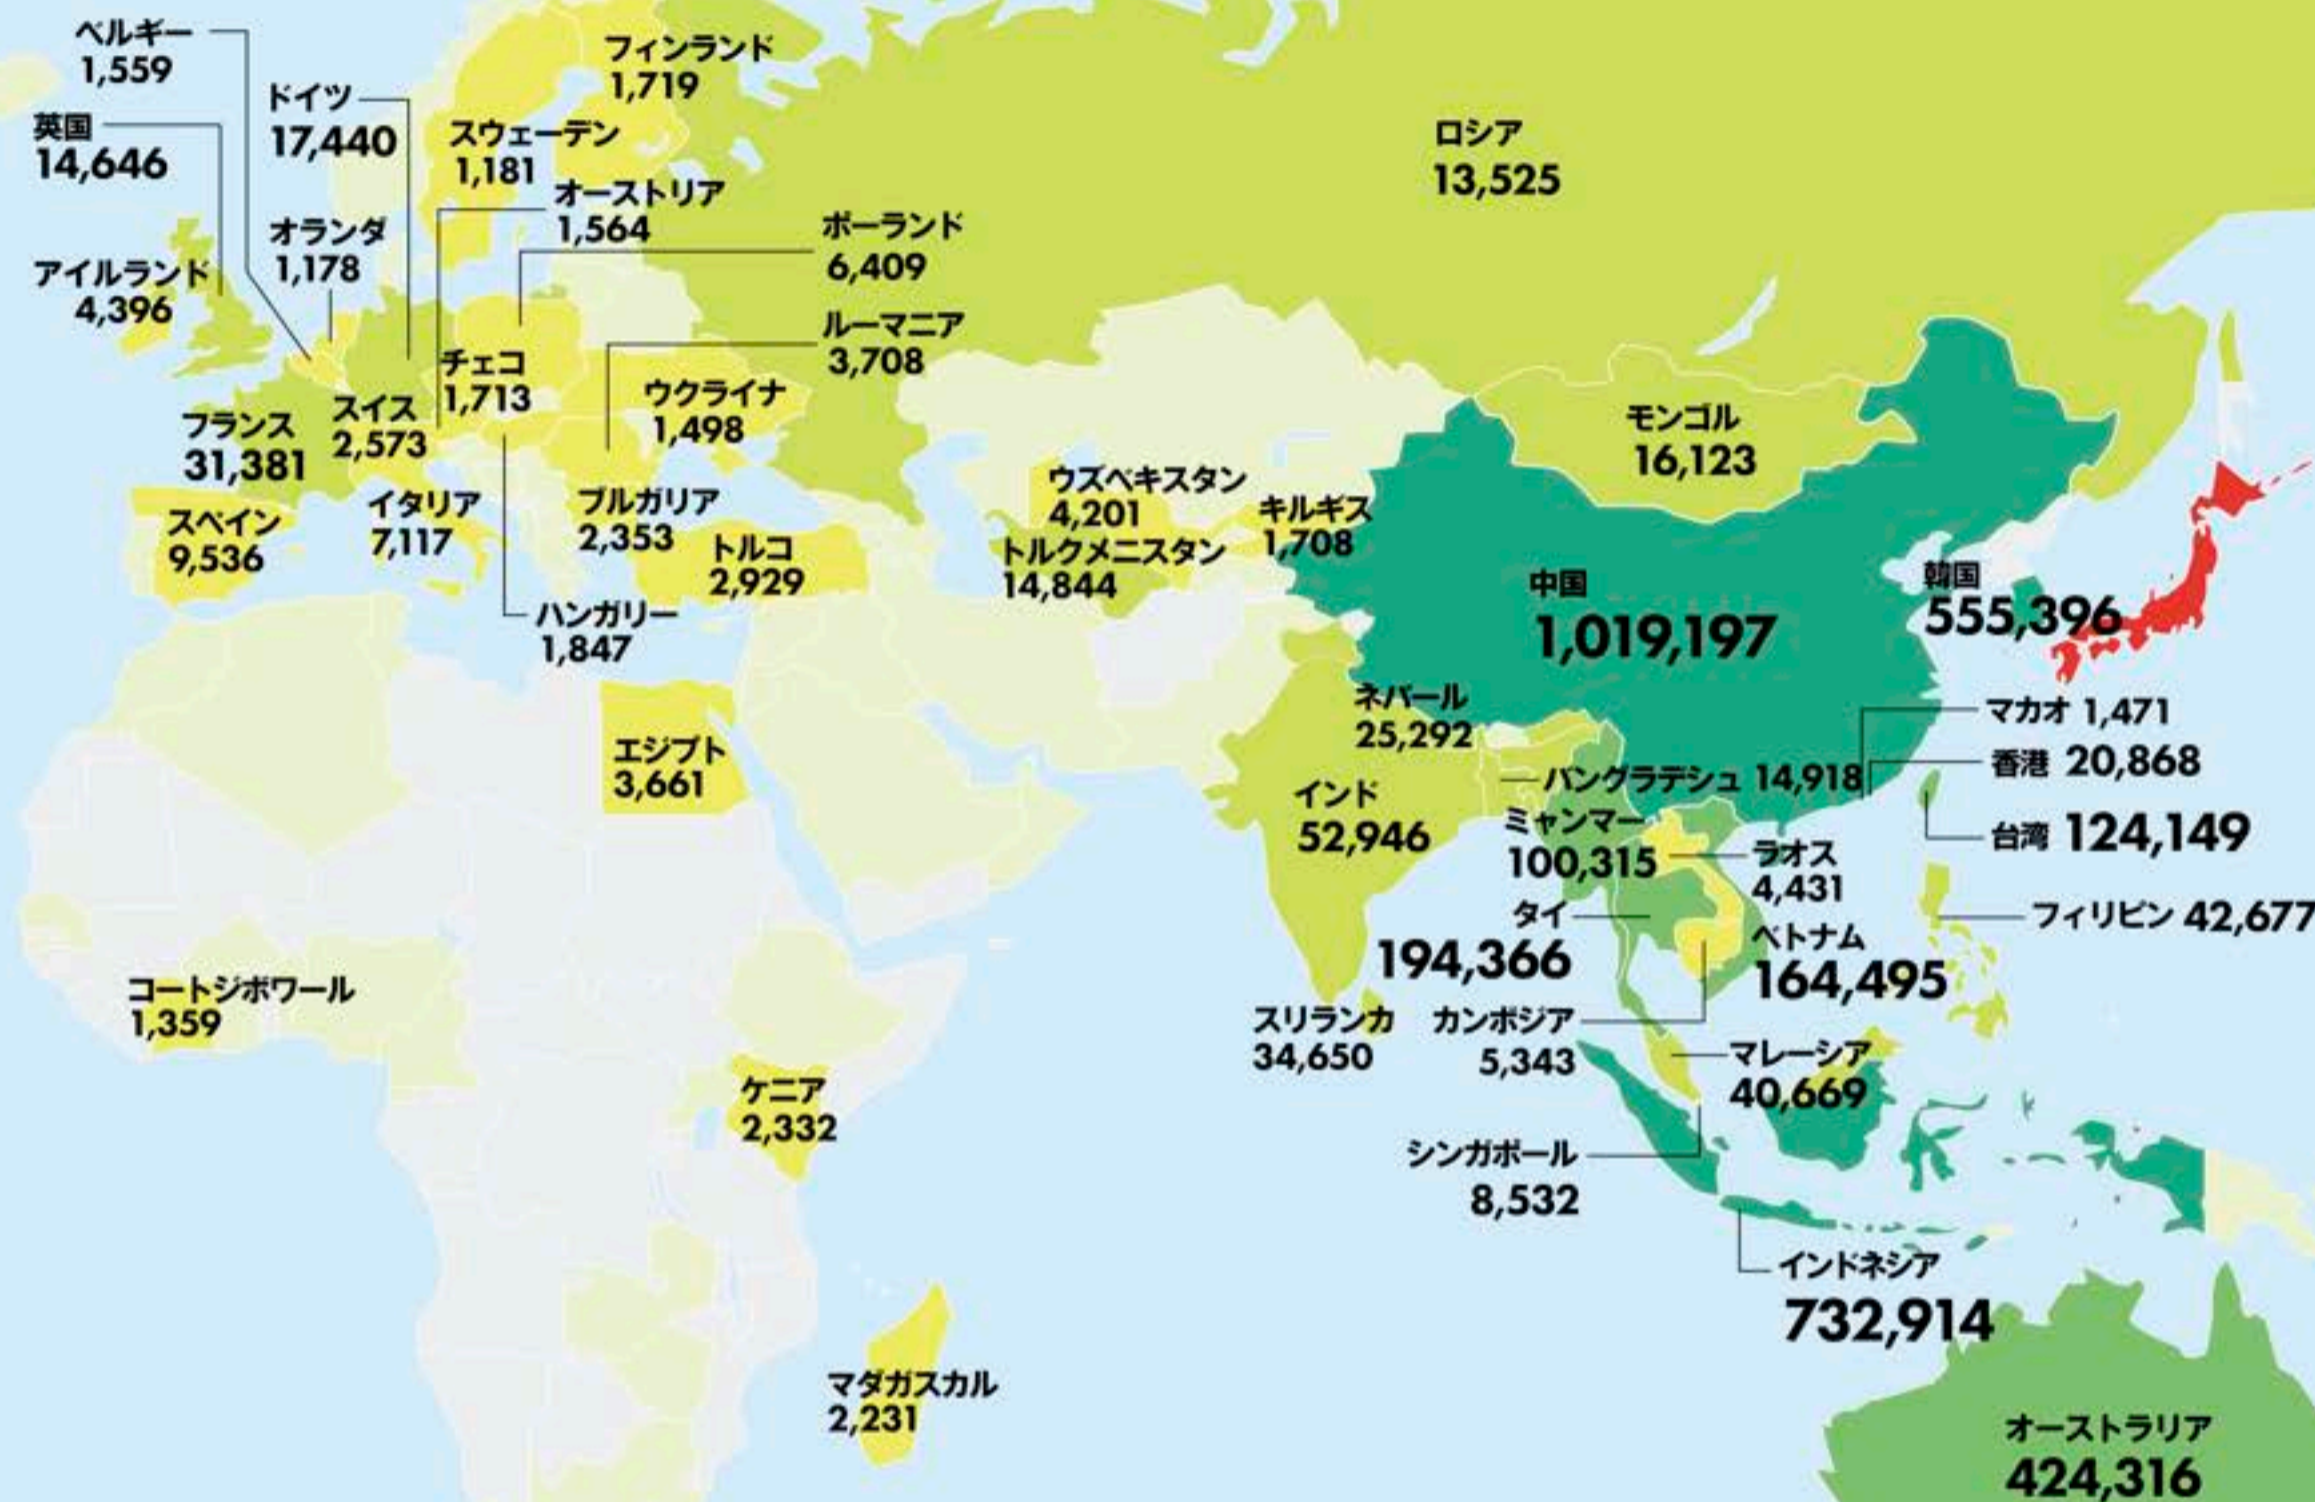 ベルギー
1,559
英国
14,646
ドイツ
17,440
フィンランド
1,719
スウェーデン
1,181
オーストリア
1,564
オランダ
1,178
アイルランド
4,396
ポーランド
6,409
ルーマニア
3,708
ロシア
13,525
チェコ
1,713
ウクライナ
1,498
フランス
31,381
スイス
2,573
モンゴル
16,123
スペイン
9,536
イタリア
7,117
ブルガリア
2,353
トルコ
2,929
ハンガリー
1,847
ウズベキスタン
4,201
キルギス
1,708
トルクメニスタン
14,844
中国
1,019,197
韓国
555,396
ネパール
25,292
マカオ 1,471
香港 20,868
台湾 124,149
エジプト
3,661
インド
52,946
バングラデシュ 14,918
ミャンマー
100,315
ラオス
4,431
タイ
194,366
ベトナム
164,495
フィリピン 42,677
コートジボワール
1,359
スリランカ
34,650
カンボジア
5,343
マレーシア
40,669
ケニア
2,332
シンガポール
8,532
インドネシア
732,914
マダガスカル
2,231
オーストラリア
424,316